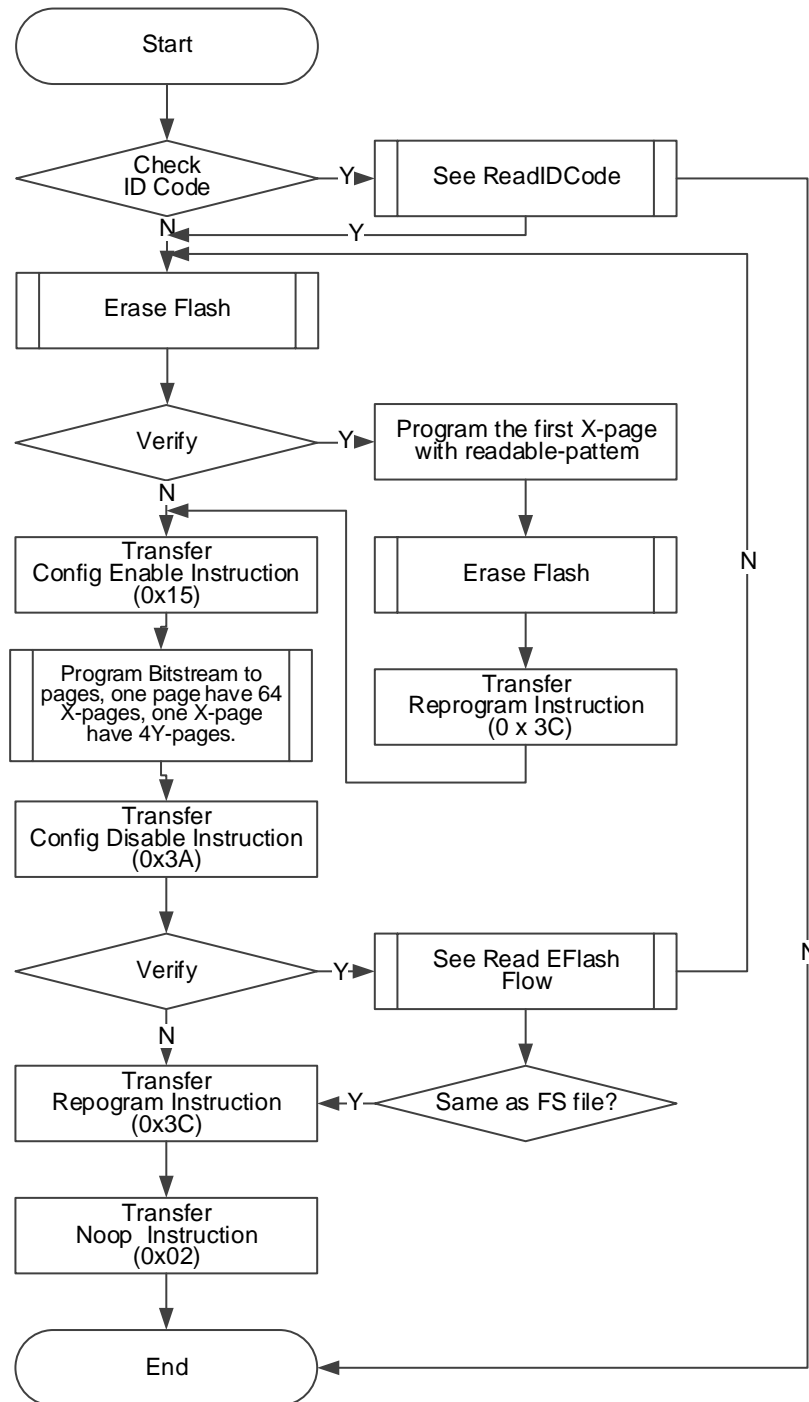 Start
Check
ID Code
Y
See ReadIDCode
N
Y
Erase Flash
Verify
Y
Program the first X-page
with readable-pattem
N
Transfer
Config Enable Instruction
(0x15)
Erase Flash
N
Program Bitstream to
pages, one page have 64
X-pages, one X-page
have 4Y-pages.
Transfer
Reprogram Instruction
(0 x 3C)
Transfer
Config Disable Instruction
(0x3A)
Verify
Y
See Read EFlash
Flow
N
N
Transfer
Repogram Instruction
(0x3C)
Y
Same as FS file?
Transfer
Noop Instruction
(0x02)
End